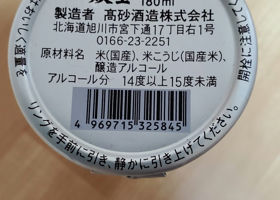 180ml
製造者 髙砂酒造株式会社
北海道旭川市宮下通17丁目右1号
0166-23-2251
原材料名 米(国産)、米こうじ(国産米)、
醸造アルコール
アルコール分 14度以上15度未満
4 969715 325845
リングを手前に引き、静かに引き上げてください。